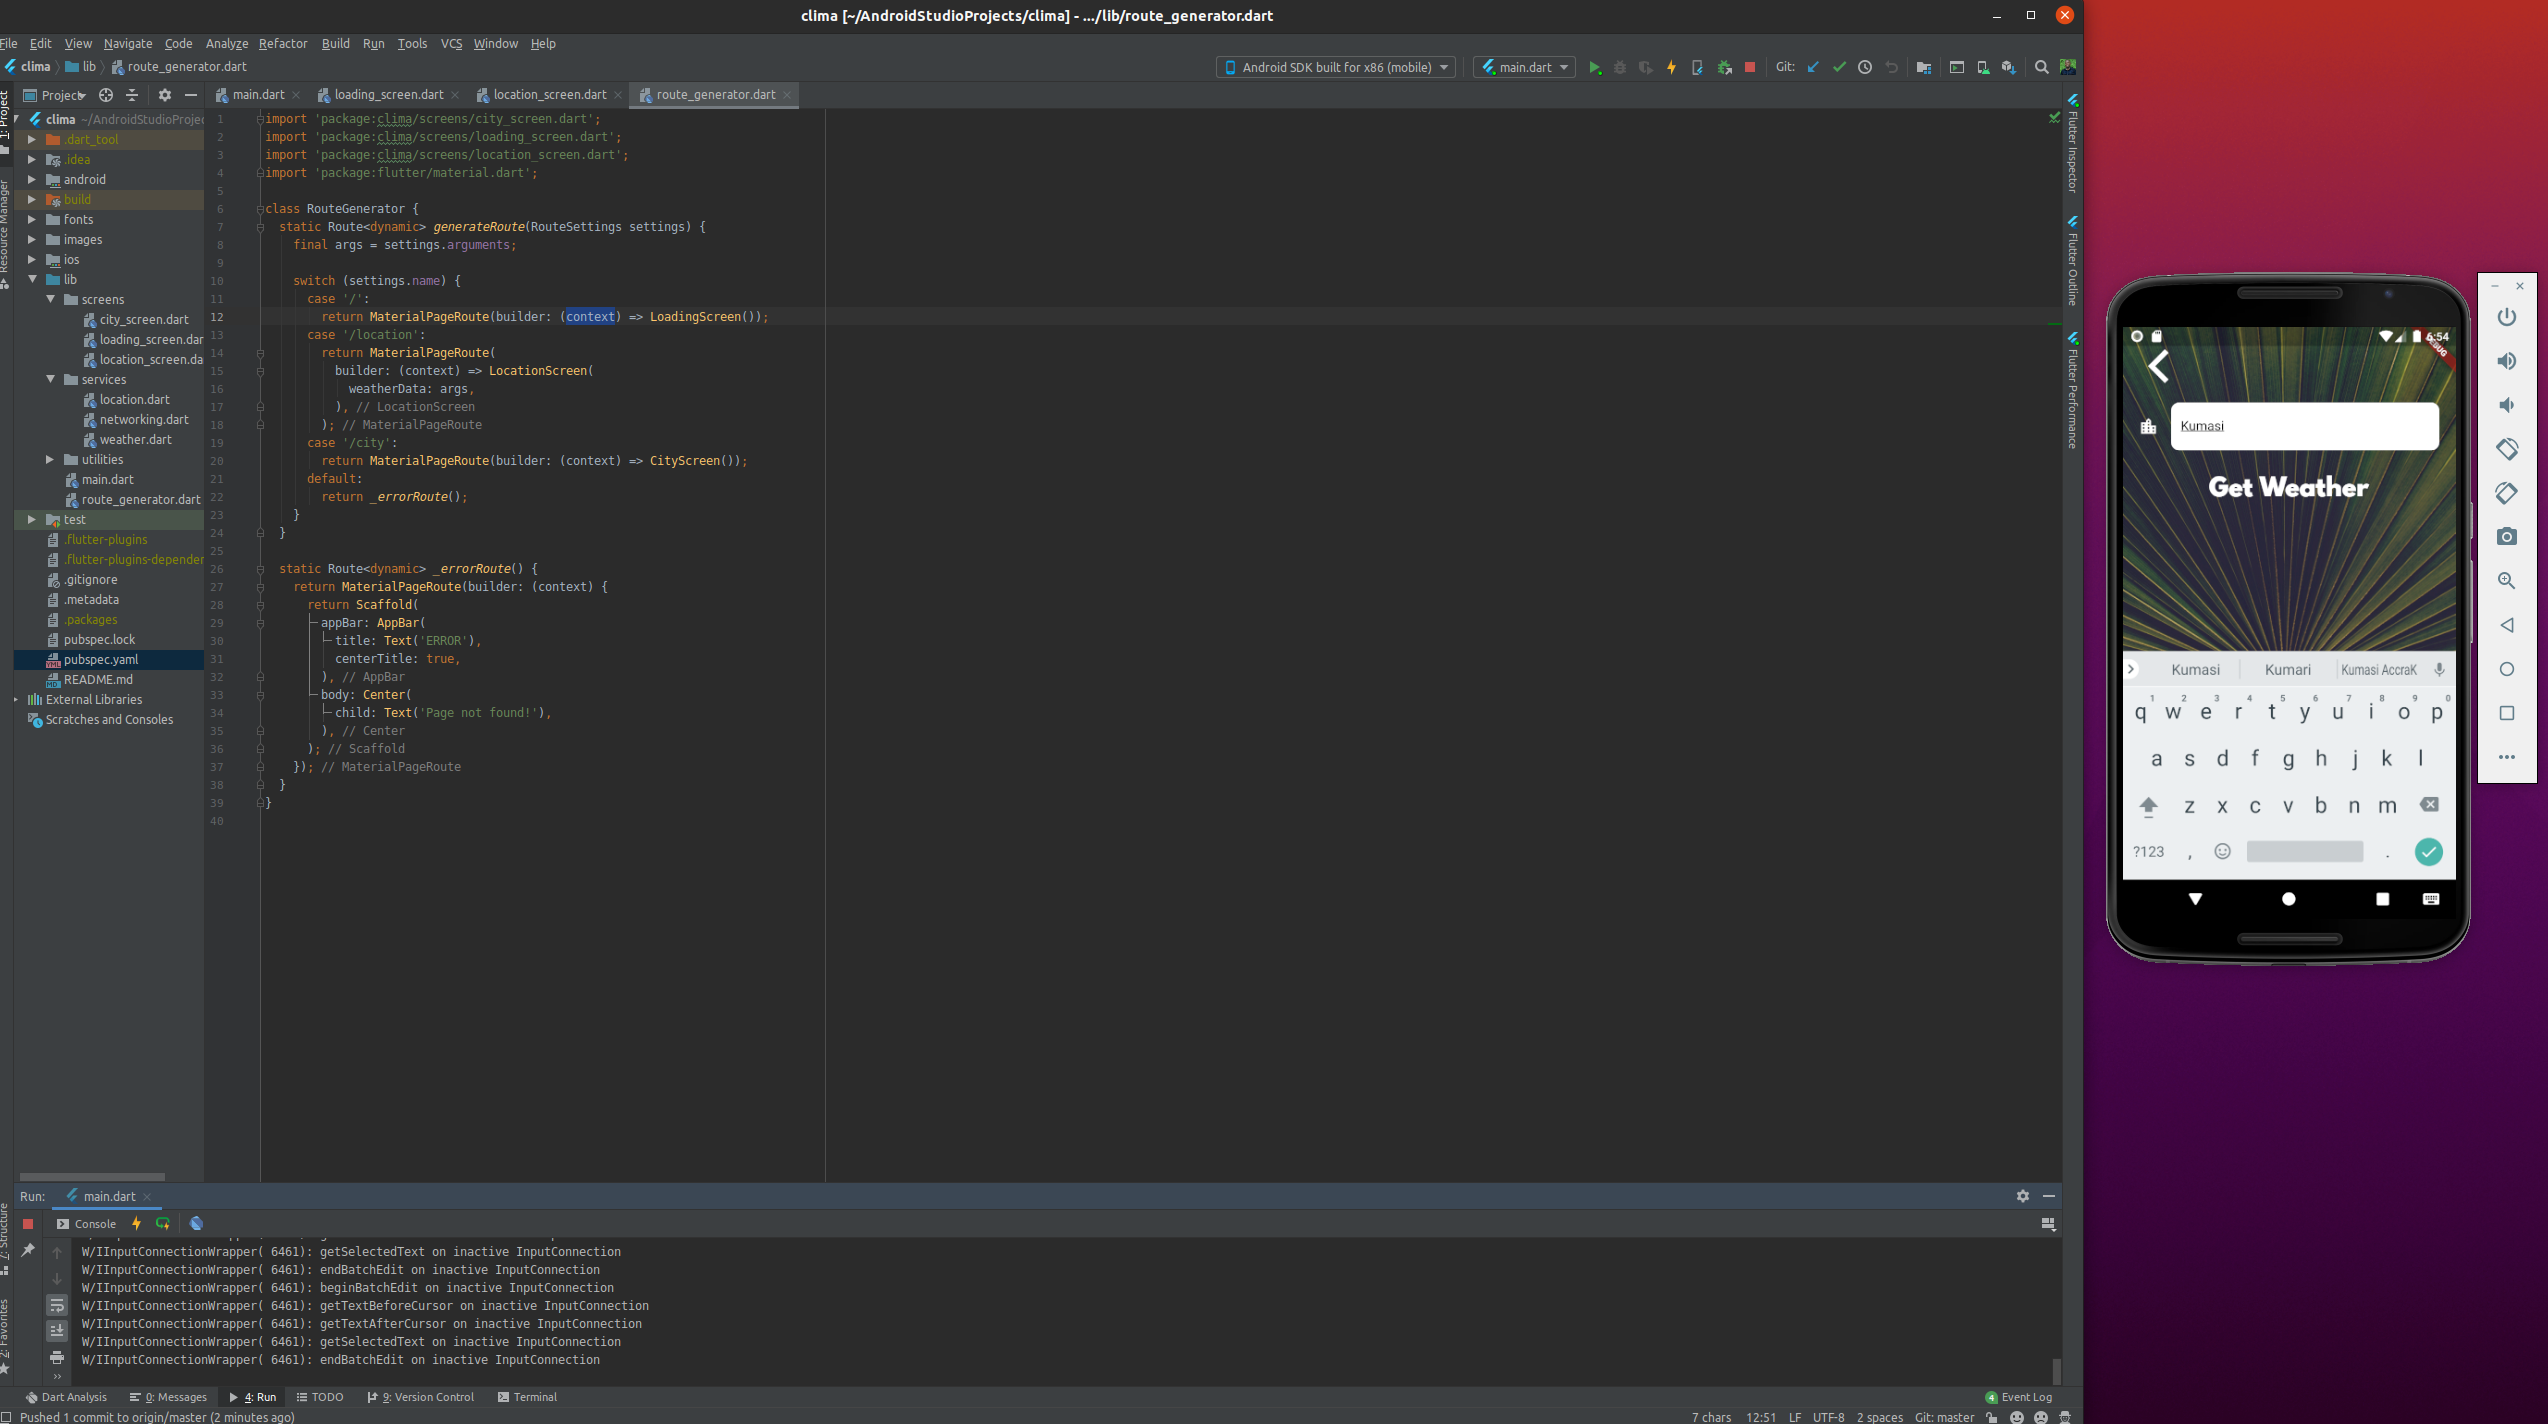 clima [~/AndroidStudioProjects/clima] - .../lib/route_generator.dart
File Edit View Navigate Code Analyze Refactor Build Run Tools VCS Window Help
clima lib route_generator.dart
Android SDK built for x86 (mobile) main.dart Git:
Project
main.dart loading_screen.dart location_screen.dart route_generator.dart
1: Project
Resource Manager
7: Structure
2: Favorites
clima ~/AndroidStudioProjec
.dart_tool
.idea
android
build
fonts
images
ios
lib
screens
city_screen.dart
loading_screen.dar
location_screen.da
services
location.dart
networking.dart
weather.dart
utilities
main.dart
route_generator.dart
test
.flutter-plugins
.flutter-plugins-depender
.gitignore
.metadata
.packages
pubspec.lock
pubspec.yaml
README.md
External Libraries
Scratches and Consoles
1 import 'package:clima/screens/city_screen.dart';
2 import 'package:clima/screens/loading_screen.dart';
3 import 'package:clima/screens/location_screen.dart';
4 import 'package:flutter/material.dart';
5
6 class RouteGenerator {
7 static Route<dynamic> generateRoute(RouteSettings settings) {
8 final args = settings.arguments;
9
10 switch (settings.name) {
11 case '/':
12 return MaterialPageRoute(builder: (context) => LoadingScreen());
13 case '/location':
14 return MaterialPageRoute(
15 builder: (context) => LocationScreen(
16 weatherData: args,
17 ), // LocationScreen
18 ); // MaterialPageRoute
19 case '/city':
20 return MaterialPageRoute(builder: (context) => CityScreen());
21 default:
22 return _errorRoute();
23 }
24 }
25
26 static Route<dynamic> _errorRoute() {
27 return MaterialPageRoute(builder: (context) {
28 return Scaffold(
29 appBar: AppBar(
30 title: Text('ERROR'),
31 centerTitle: true,
32 ), // AppBar
33 body: Center(
34 child: Text('Page not found!'),
35 ), // Center
36 ); // Scaffold
37 }); // MaterialPageRoute
38 }
39 }
40
Flutter Inspector
Flutter Outline
Flutter Performance
6:54
DEBUG
Kumasi
Get Weather
Kumasi Kumari Kumasi AccraK
1 2 3 4 5 6 7 8 9 0
q w e r t y u i o p
a s d f g h j k l
z x c v b n m
?123 , .
Run: main.dart
Console
W/IInputConnectionWrapper( 6461): getSelectedText on inactive InputConnection
W/IInputConnectionWrapper( 6461): endBatchEdit on inactive InputConnection
W/IInputConnectionWrapper( 6461): beginBatchEdit on inactive InputConnection
W/IInputConnectionWrapper( 6461): getTextBeforeCursor on inactive InputConnection
W/IInputConnectionWrapper( 6461): getTextAfterCursor on inactive InputConnection
W/IInputConnectionWrapper( 6461): getSelectedText on inactive InputConnection
W/IInputConnectionWrapper( 6461): endBatchEdit on inactive InputConnection
Dart Analysis 0: Messages 4: Run TODO 9: Version Control Terminal 4 Event Log
Pushed 1 commit to origin/master (2 minutes ago) 7 chars 12:51 LF UTF-8 2 spaces Git: master